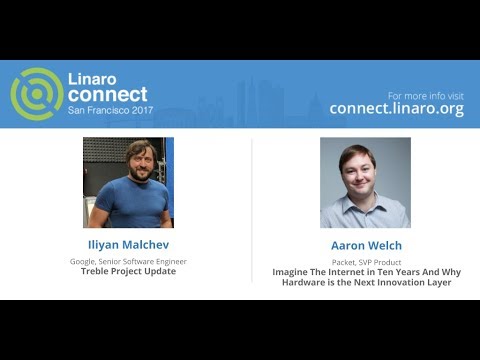 Linaro
connect
San Francisco 2017
For more info visit
connect.linaro.org
Iliyan Malchev
Google, Senior Software Engineer
Treble Project Update
Aaron Welch
Packet, SVP Product
Imagine The Internet in Ten Years And Why
Hardware is the Next Innovation Layer